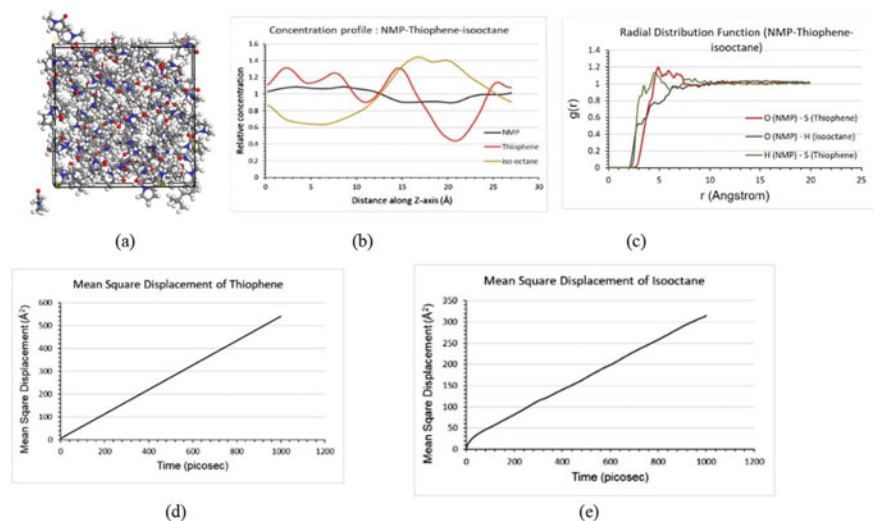 Concentration profile : NMP-Thiophene-isooctane
Relative concentration
1.6
1.4
1.2
1
0.8
0.6
0.4
0.2
0
0 5 10 15 20 25 30
Distance along Z-axis (Å)
NMP
Thiophene
iso-octane
Radial Distribution Function (NMP-Thiophene-
isooctane)
g(r)
1.4
1.2
1
0.8
0.6
0.4
0.2
0
0 5 10 15 20 25
r (Angstrom)
O (NMP) - S (Thiophene)
O (NMP) - H (isooctane)
H (NMP) - S (Thiophene)
(a)
(b)
(c)
Mean Square Displacement of Thiophene
Mean Sqare Displacement (Å²)
600
500
400
300
200
100
0
0 200 400 600 800 1000 1200
Time (picosec)
Mean Square Displacement of Isooctane
Mean Sqare Displacement (Å²)
350
300
250
200
150
100
50
0
0 200 400 600 800 1000 1200
Time (picosec)
(d)
(e)